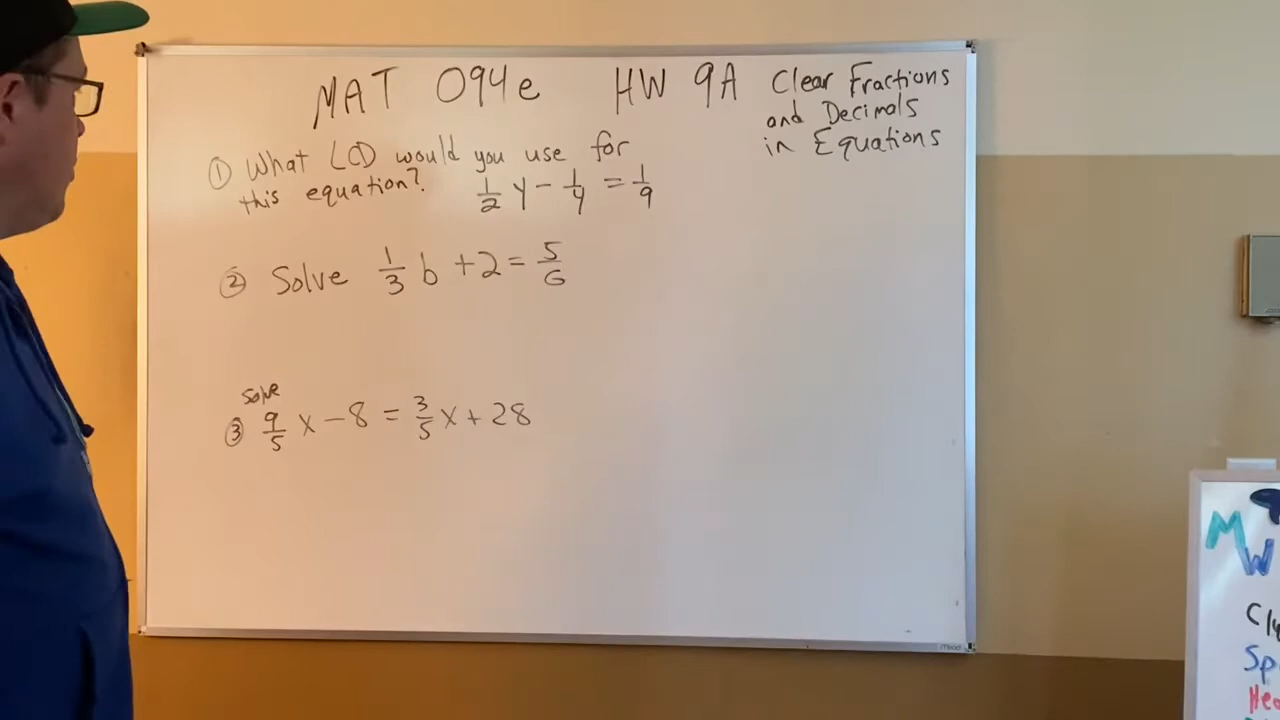 MAT 094e HW 9A Clear Fractions
and Decimals
in Equations
① What LCD would you use for
this equation? 1/2 y - 1/4 = 1/9
② Solve 1/3 b + 2 = 5/6
Solve
③ 9/5 x - 8 = 3/5 x + 28
M
W
Sp